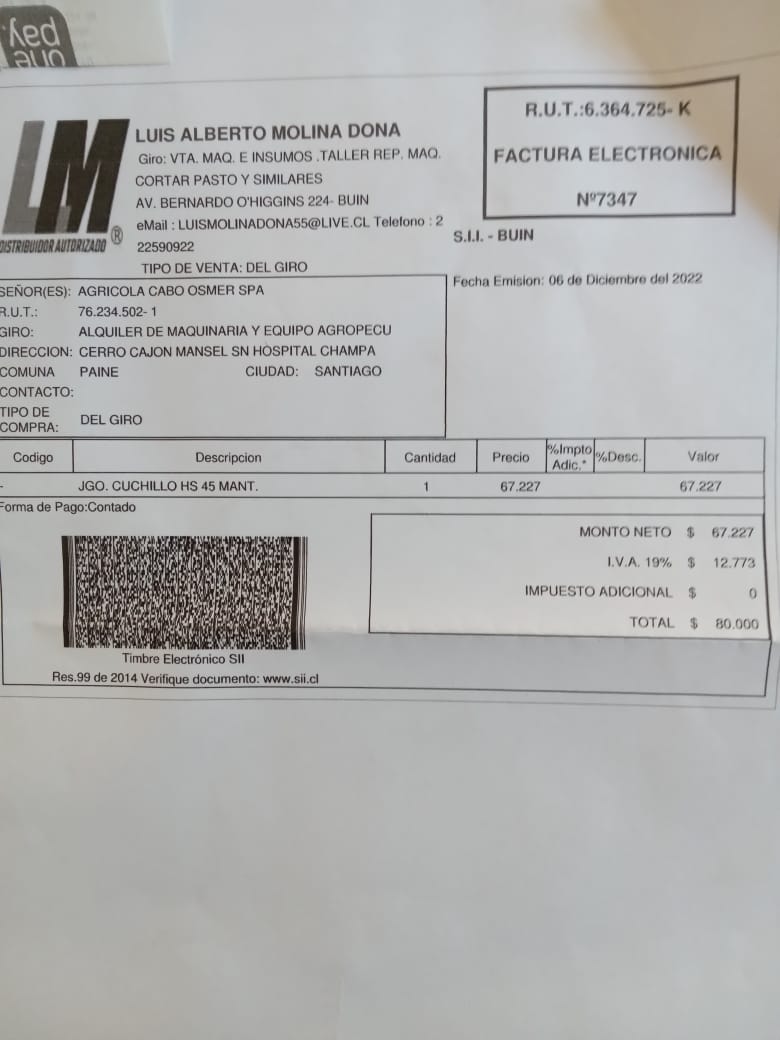 pay
one
LM
DISTRIBUIDOR AUTORIZADO ®
LUIS ALBERTO MOLINA DONA
Giro: VTA. MAQ. E INSUMOS .TALLER REP. MAQ.
CORTAR PASTO Y SIMILARES
AV. BERNARDO O'HIGGINS 224- BUIN
eMail : LUISMOLINADONA55@LIVE.CL Telefono : 2
22590922
TIPO DE VENTA: DEL GIRO
R.U.T.:6.364.725- K
FACTURA ELECTRONICA
Nº7347
S.I.I. - BUIN
Fecha Emision: 06 de Diciembre del 2022
SEÑOR(ES): AGRICOLA CABO OSMER SPA
R.U.T.: 76.234.502- 1
GIRO: ALQUILER DE MAQUINARIA Y EQUIPO AGROPECU
DIRECCION: CERRO CAJON MANSEL SN HOSPITAL CHAMPA
COMUNA PAINE CIUDAD: SANTIAGO
CONTACTO:
TIPO DE
COMPRA: DEL GIRO
Codigo Descripcion Cantidad Precio %Impto Adic.* %Desc. Valor
- JGO. CUCHILLO HS 45 MANT. 1 67.227 67.227
Forma de Pago:Contado
MONTO NETO $ 67.227
I.V.A. 19% $ 12.773
IMPUESTO ADICIONAL $ 0
TOTAL $ 80.000
Timbre Electrónico SII
Res.99 de 2014 Verifique documento: www.sii.cl